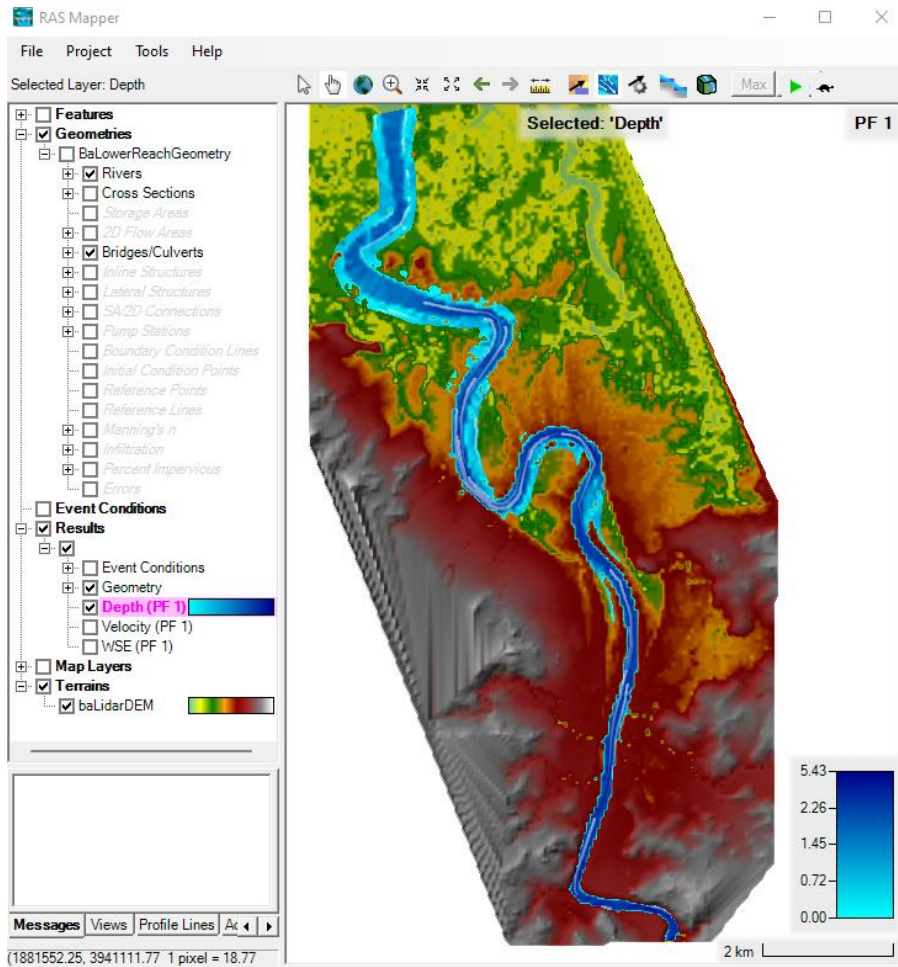 RAS Mapper
File Project Tools Help
Selected Layer: Depth
Max
Features
Geometries
BaLowerReachGeometry
Rivers
Cross Sections
Storage Areas
2D Flow Areas
Bridges/Culverts
Inline Structures
Lateral Structures
SA/2D Connections
Pump Stations
Boundary Condition Lines
Initial Condition Points
Reference Points
Reference Lines
Manning's n
Infiltration
Percent Impervious
Errors
Event Conditions
Results
Event Conditions
Geometry
Depth (PF 1)
Velocity (PF 1)
WSE (PF 1)
Map Layers
Terrains
baLidarDEM
Messages Views Profile Lines Ac
(1881552.25, 3941111.77 1 pixel = 18.77
Selected: 'Depth' PF 1
5.43
2.26
1.45
0.72
0.00
2 km